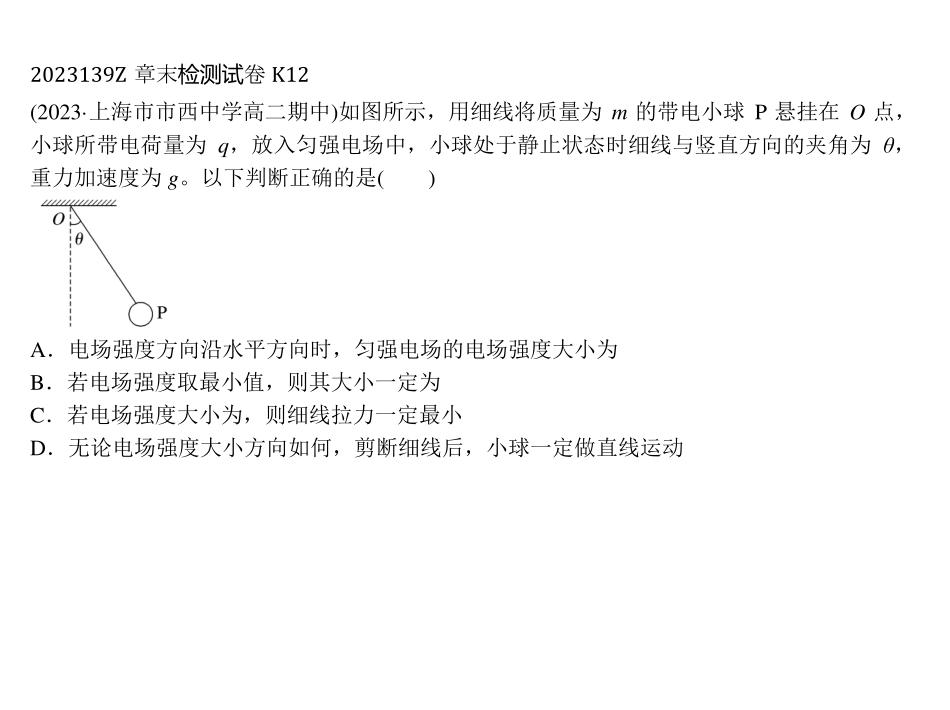 2023139Z 章末检测试卷 K12
(2023·上海市市西中学高二期中)如图所示，用细线将质量为 m 的带电小球 P 悬挂在 O 点，
小球所带电荷量为 q，放入匀强电场中，小球处于静止状态时细线与竖直方向的夹角为 θ，
重力加速度为 g。以下判断正确的是(　　)
O
θ
P
A．电场强度方向沿水平方向时，匀强电场的电场强度大小为
B．若电场强度取最小值，则其大小一定为
C．若电场强度大小为，则细线拉力一定最小
D．无论电场强度大小方向如何，剪断细线后，小球一定做直线运动